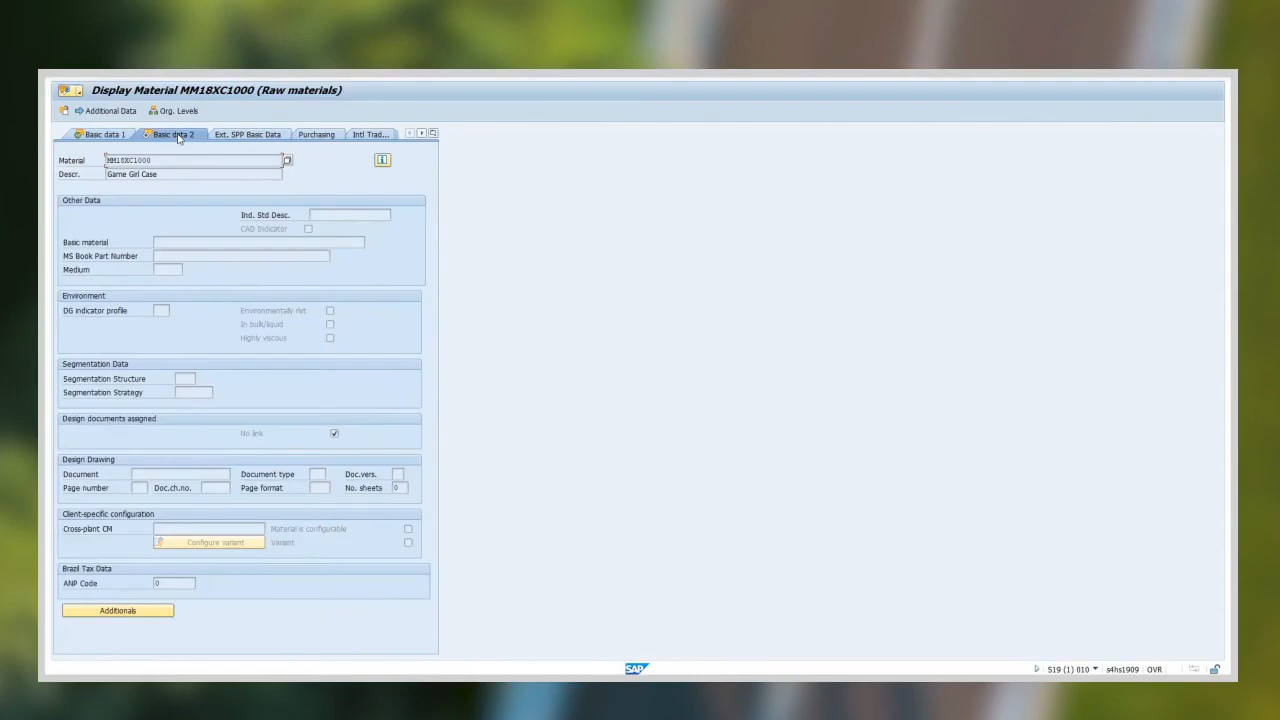 Display Material MM18XC1000 (Raw materials)
Additional Data Org. Levels
Basic data 1 Basic data 2 Ext. SPP Basic Data Purchasing Intl Trad...
Material MM18XC1000
Descr. Game Girl Case
Other Data
Ind. Std Desc.
CAD Indicator
Basic material
MS Book Part Number
Medium
Environment
DG indicator profile Environmentally rlvt
In bulk/liquid
Highly viscous
Segmentation Data
Segmentation Structure
Segmentation Strategy
Design documents assigned
No link
Design Drawing
Document Document type Doc.vers.
Page number Doc.ch.no. Page format No. sheets 0
Client-specific configuration
Cross-plant CM Material is configurable
Configure variant Variant
Brazil Tax Data
ANP Code 0
Additionals
SAP S19 (1) 010 s4hs1909 OVR